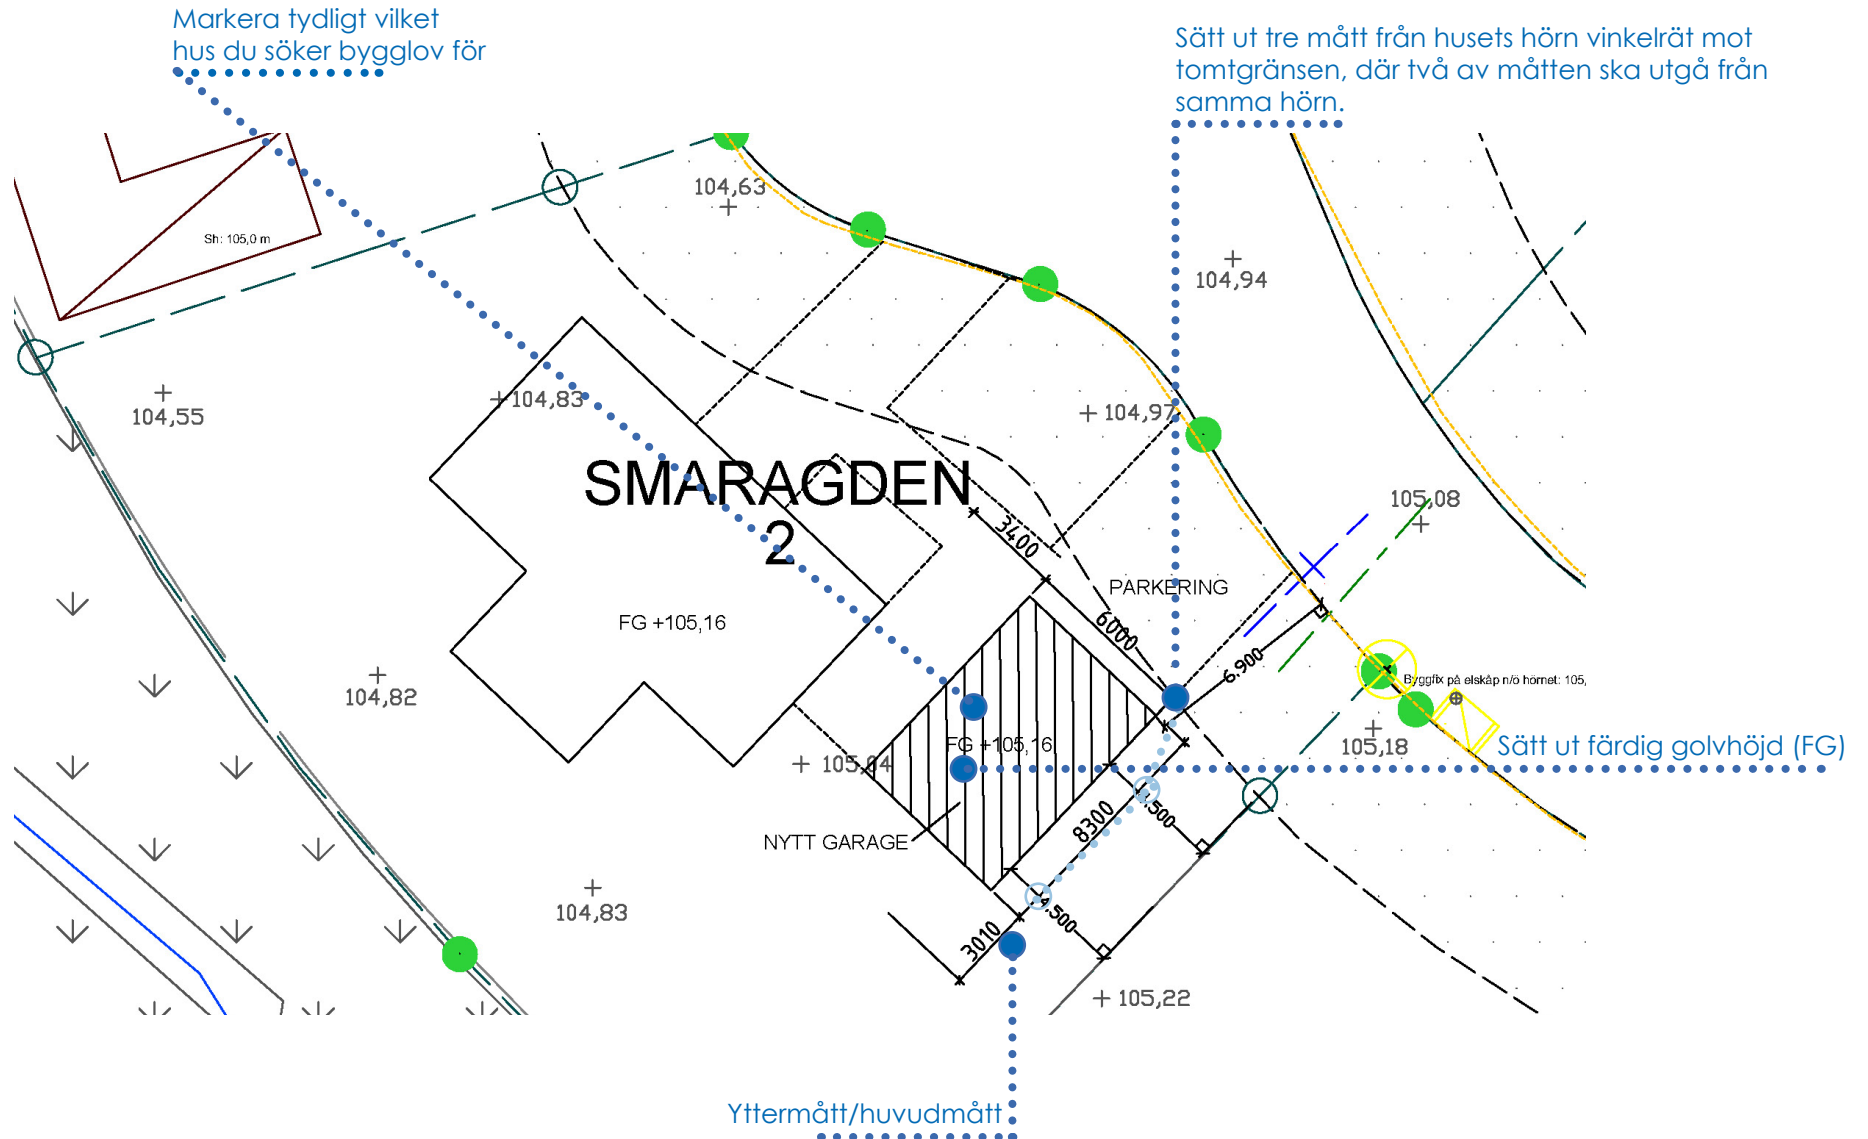 Markera tydligt vilket
hus du söker bygglov för
Sätt ut tre mått från husets hörn vinkelrät mot
tomtgränsen, där två av måtten ska utgå från
samma hörn.
104,63
Sh: 105,0 m
104,94
104,55
104,83
104,97
SMARAGDEN
2
105,08
3400
PARKERING
FG +105,16
6000
6.900
Byggfix på elskåp n/ö hörnet: 105,
104,82
FG +105,16
105,18
Sätt ut färdig golvhöjd (FG)
105,04
8300
4.500
NYTT GARAGE
104,83
4.500
3010
105,22
Yttermått/huvudmått